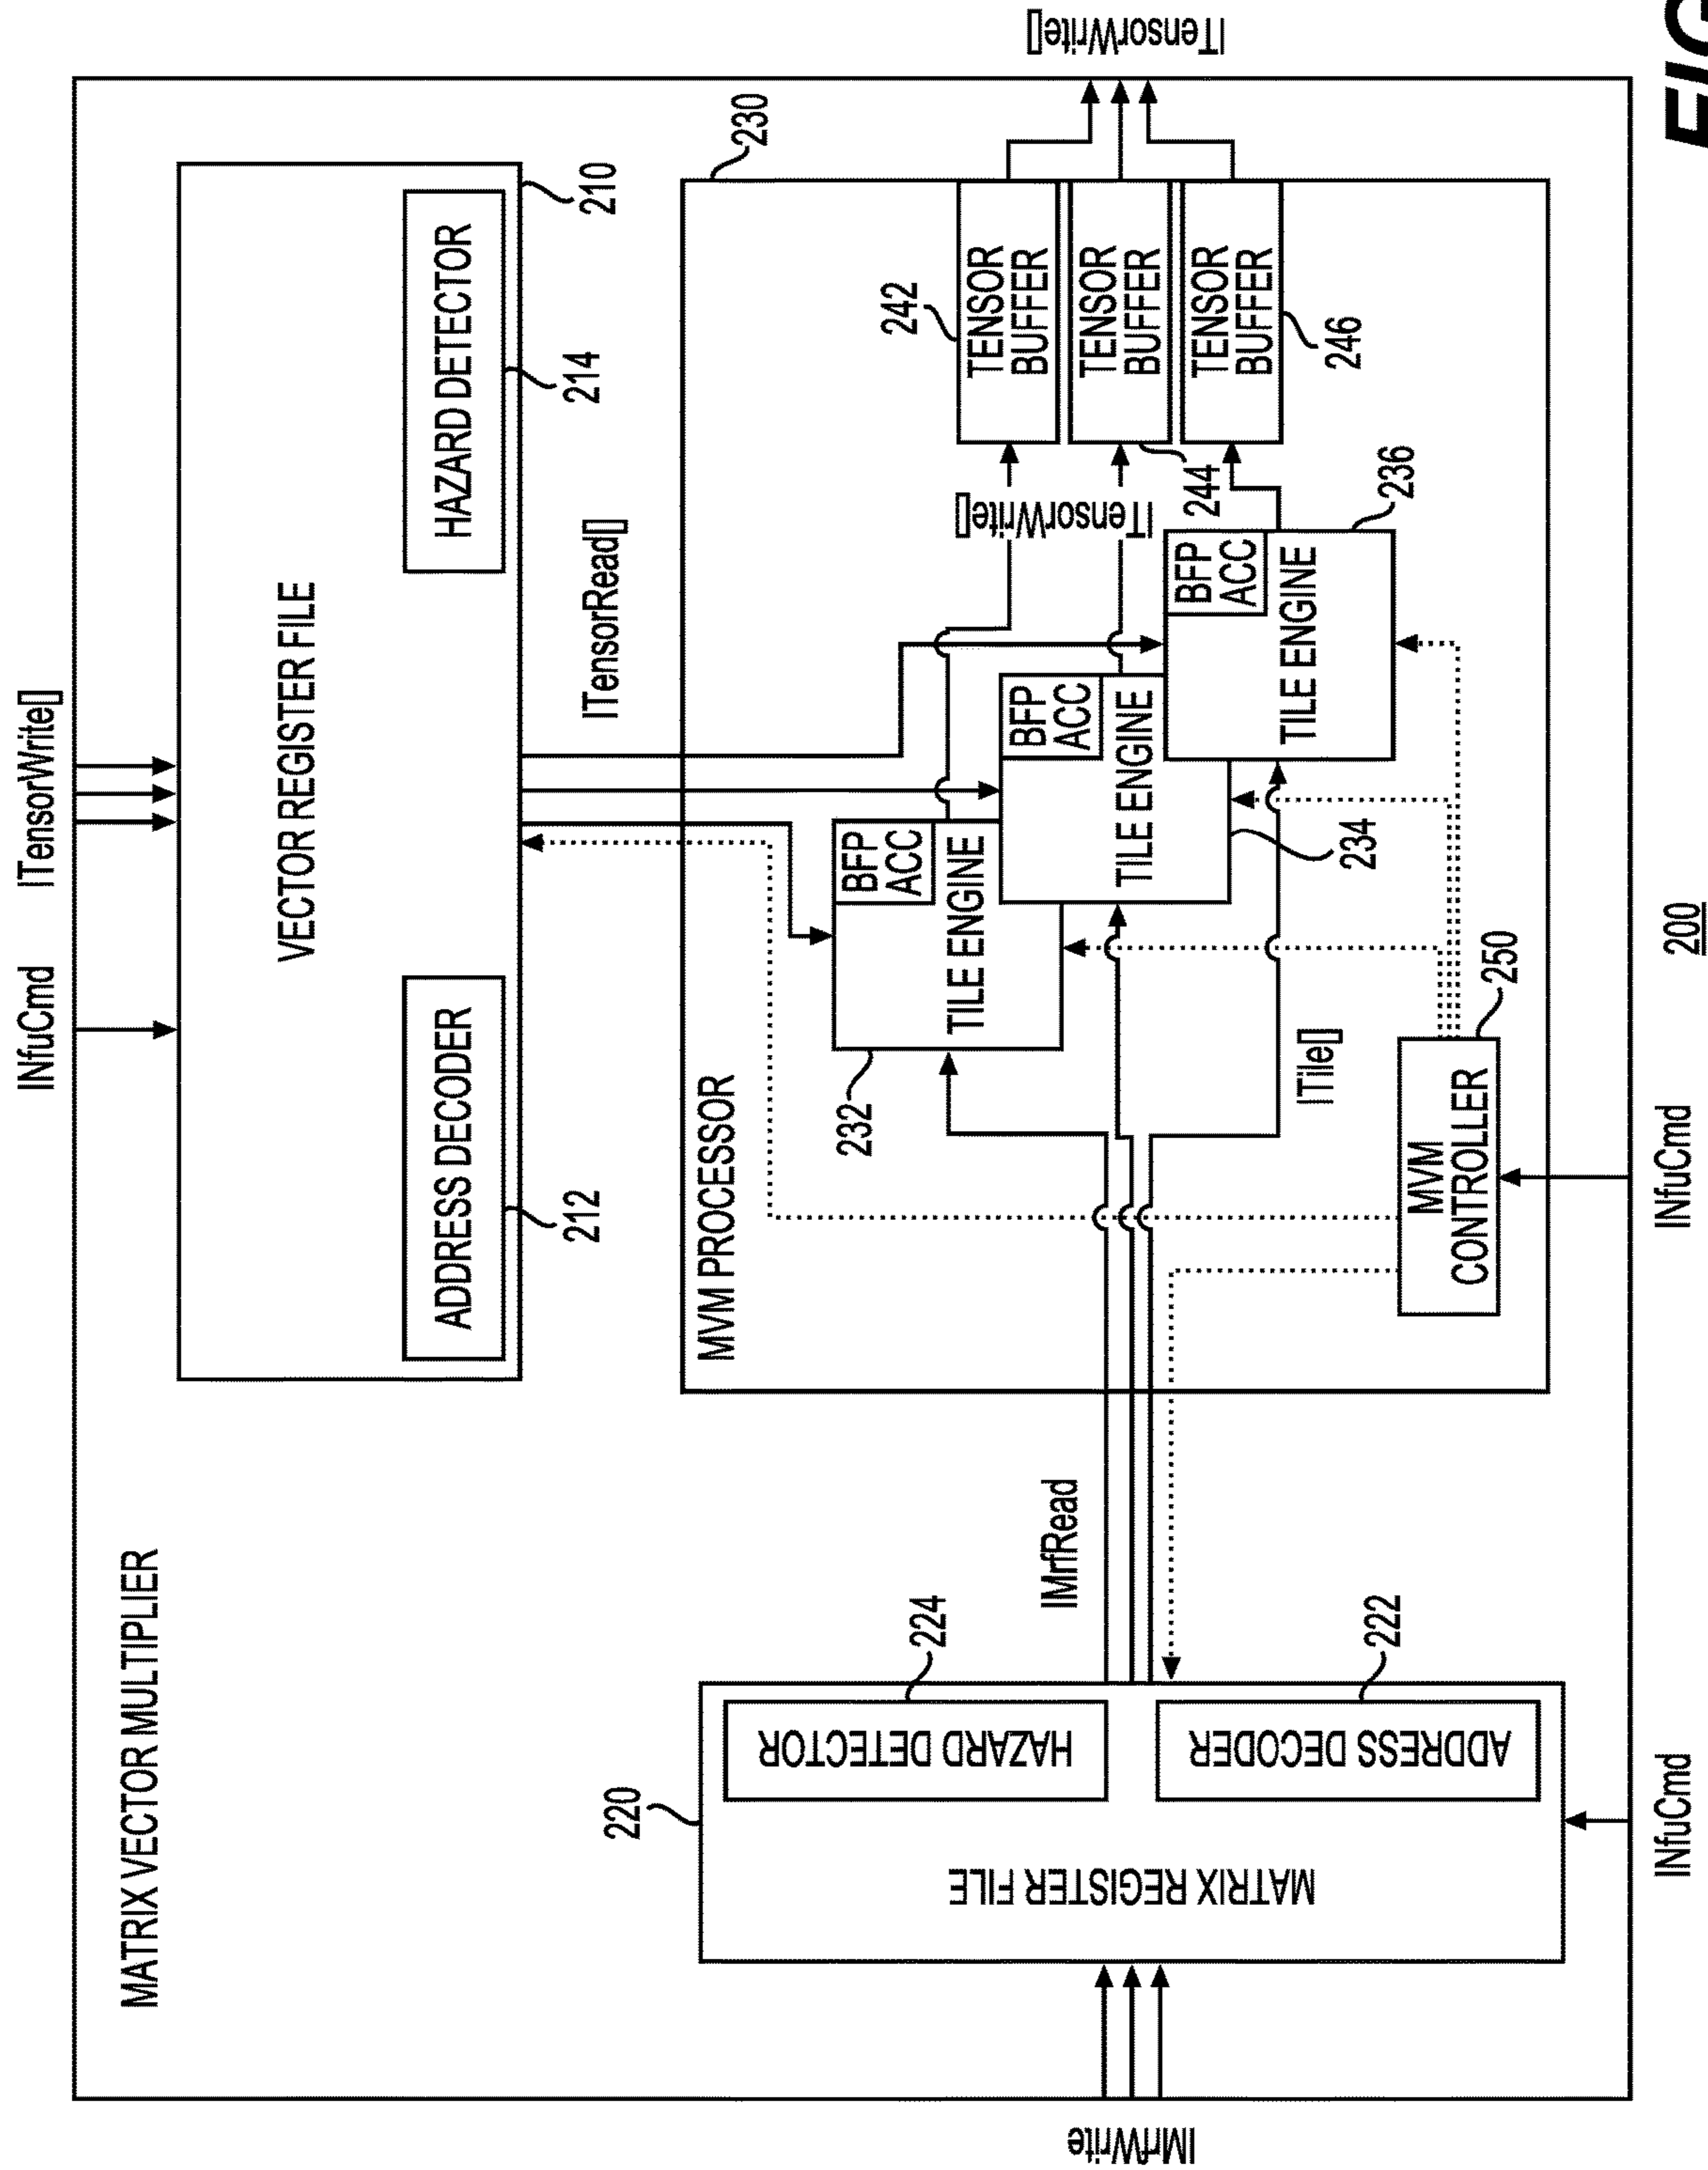 INfuCmd
ITensorWrite[]
MATRIX VECTOR MULTIPLIER
VECTOR REGISTER FILE
ADDRESS DECODER
212
HAZARD DETECTOR
214
210
ITensorRead[]
MVM PROCESSOR
230
220
HAZARD DETECTOR
224
MATRIX REGISTER FILE
ADDRESS DECODER
222
IMrfWrite
IMrfRead
232
BFP
ACC
TILE ENGINE
BFP
ACC
TILE ENGINE
234
BFP
ACC
TILE ENGINE
236
ITensorWrite[]
242
TENSOR
BUFFER
TENSOR
BUFFER
244
TENSOR
BUFFER
246
ITensorWrite[]
ITile[]
MVM
CONTROLLER
250
INfuCmd
INfuCmd
200
FIG